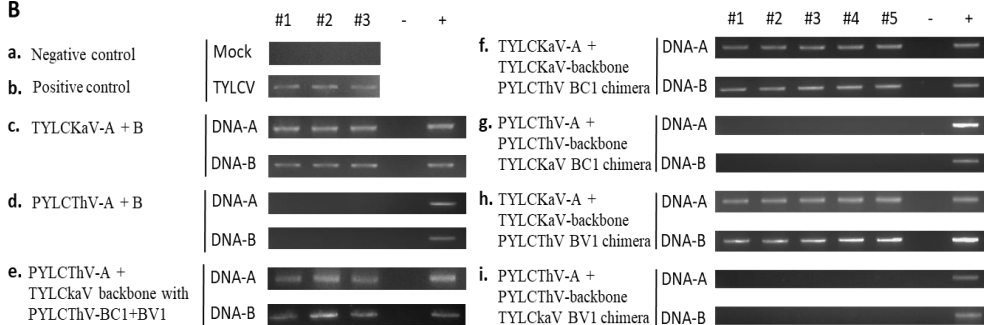 B
#1 #2 #3 - +
a. Negative control Mock
b. Positive control TYLCV
c. TYLCKaV-A + B DNA-A
DNA-B
d. PYLCThV-A + B DNA-A
DNA-B
e. PYLCThV-A + DNA-A
TYLCkaV backbone with
PYLCThV-BC1+BV1 DNA-B
#1 #2 #3 #4 #5 - +
f. TYLCKaV-A + DNA-A
TYLCKaV-backbone
PYLCThV BC1 chimera DNA-B
g. PYLCThV-A + DNA-A
PYLCThV-backbone
TYLCKaV BC1 chimera DNA-B
h. TYLCKaV-A + DNA-A
TYLCKaV-backbone
PYLCThV BV1 chimera DNA-B
i. PYLCThV-A + DNA-A
PYLCThV-backbone
TYLCkaV BV1 chimera DNA-B